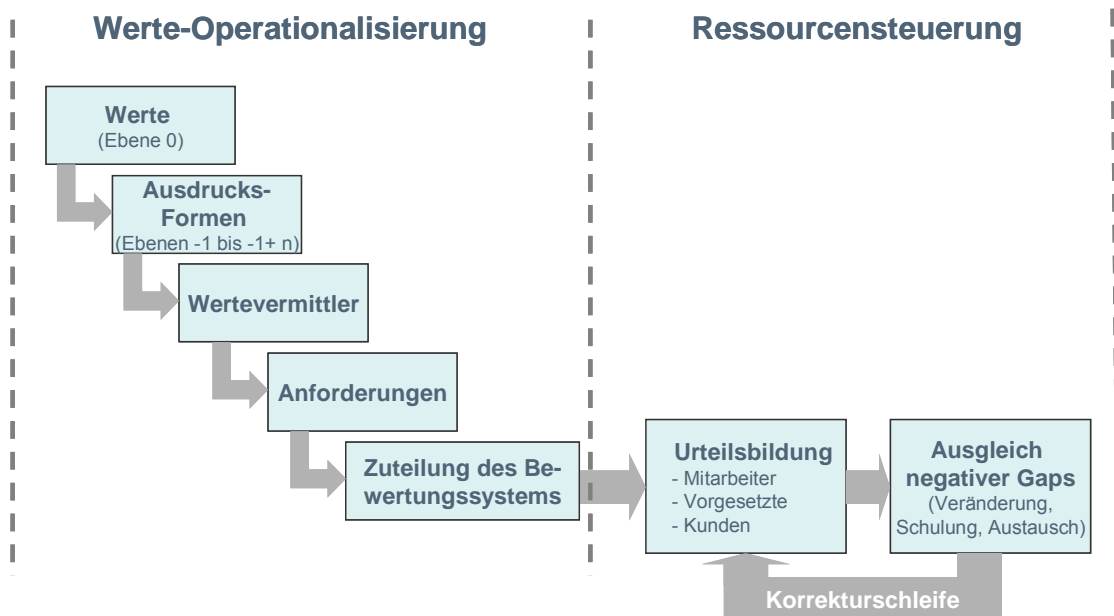 Werte-Operationalisierung
Ressourcensteuerung
Werte
(Ebene 0)
Ausdrucks-
Formen
(Ebenen -1 bis -1+ n)
Wertevermittler
Anforderungen
Zuteilung des Be-
wertungssystems
Urteilsbildung
- Mitarbeiter
- Vorgesetzte
- Kunden
Ausgleich
negativer Gaps
(Veränderung,
Schulung, Austausch)
Korrekturschleife